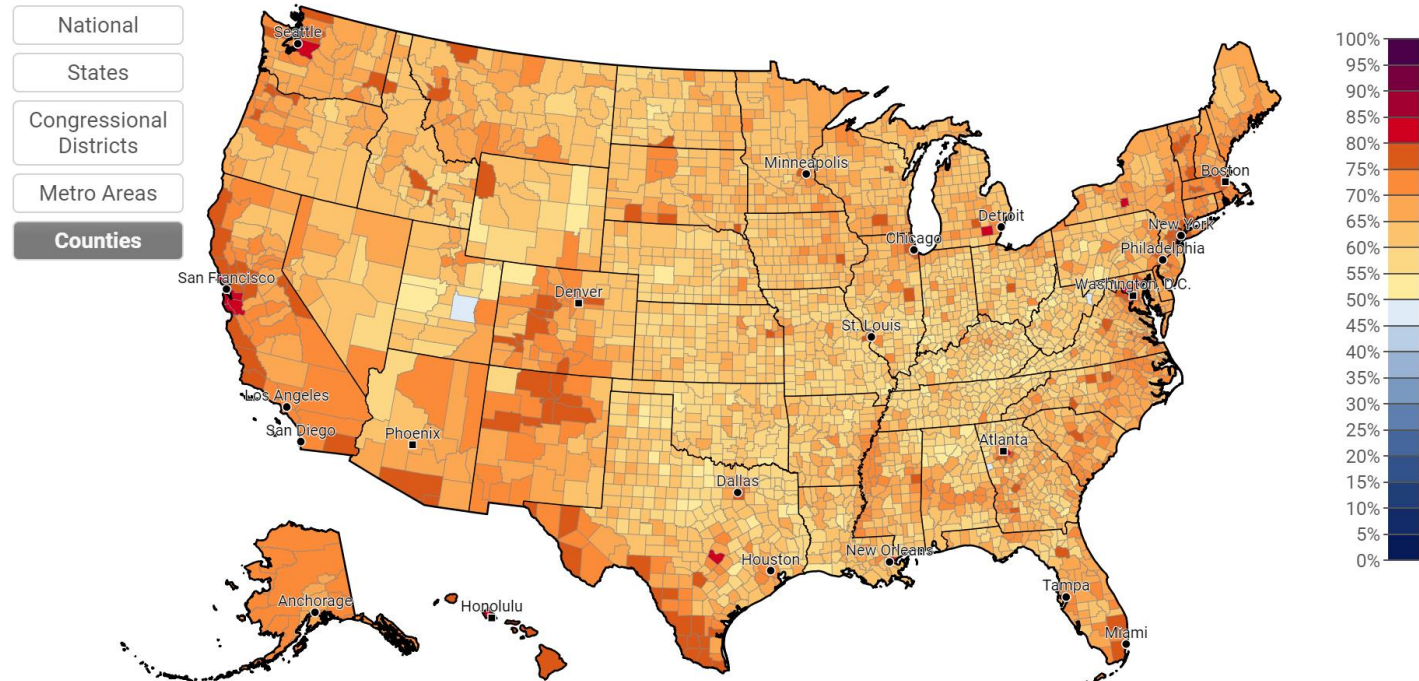 National
States
Congressional
Districts
Metro Areas
Counties
Seattle
Minneapolis
Boston
Detroit
New York
Chicago
Philadelphia
San Francisco
Denver
Washington, D.C.
St. Louis
Los Angeles
San Diego
Phoenix
Atlanta
Dallas
New Orleans
Houston
Tampa
Miami
Anchorage
Honolulu
100%
95%
90%
85%
80%
75%
70%
65%
60%
55%
50%
45%
40%
35%
30%
25%
20%
15%
10%
5%
0%